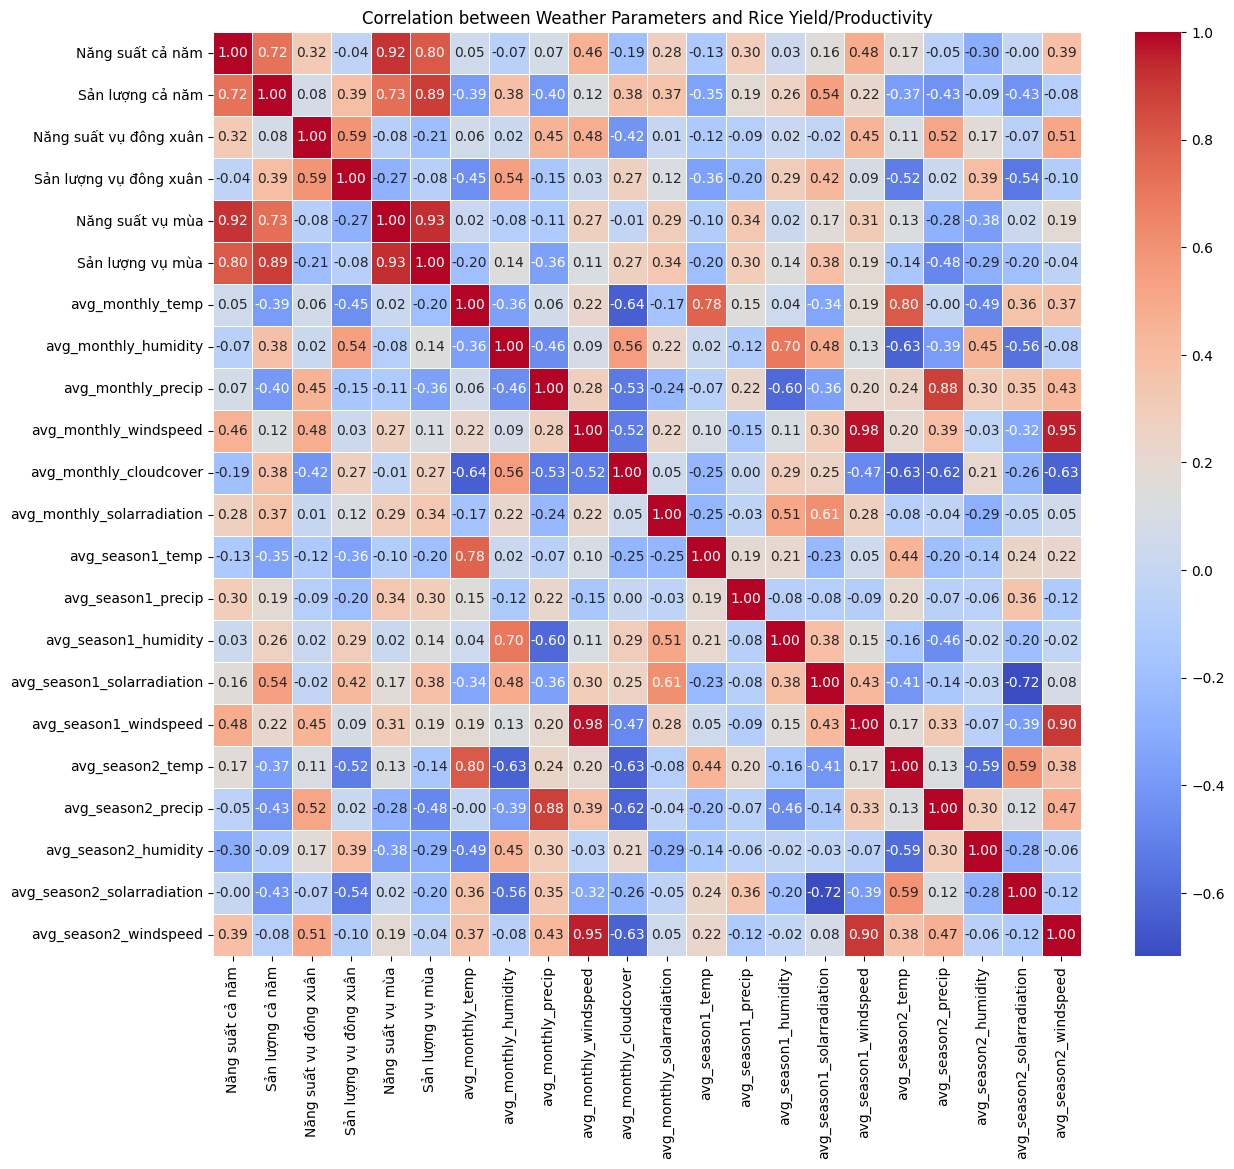 Correlation between Weather Parameters and Rice Yield/Productivity
Năng suất cả năm 1.00 0.72 0.32 -0.04 0.92 0.80 0.05 -0.07 0.07 0.46 -0.19 0.28 -0.13 0.30 0.03 0.16 0.48 0.17 -0.05 -0.30 -0.00 0.39
Sản lượng cả năm 0.72 1.00 0.08 0.39 0.73 0.89 -0.39 0.38 -0.40 0.12 0.38 0.37 -0.35 0.19 0.26 0.54 0.22 -0.37 -0.43 -0.09 -0.43 -0.08
Năng suất vụ đông xuân 0.32 0.08 1.00 0.59 -0.08 -0.21 0.06 0.02 0.45 0.48 -0.42 0.01 -0.12 -0.09 0.02 -0.02 0.45 0.11 0.52 0.17 -0.07 0.51
Sản lượng vụ đông xuân -0.04 0.39 0.59 1.00 -0.27 -0.08 -0.45 0.54 -0.15 0.03 0.27 0.12 -0.36 -0.20 0.29 0.42 0.09 -0.52 0.02 0.39 -0.54 -0.10
Năng suất vụ mùa 0.92 0.73 -0.08 -0.27 1.00 0.93 0.02 -0.08 -0.11 0.27 -0.01 0.29 -0.10 0.34 0.02 0.17 0.31 0.13 -0.28 -0.38 0.02 0.19
Sản lượng vụ mùa 0.80 0.89 -0.21 -0.08 0.93 1.00 -0.20 0.14 -0.36 0.11 0.27 0.34 -0.20 0.30 0.14 0.38 0.19 -0.14 -0.48 -0.29 -0.20 -0.04
avg_monthly_temp 0.05 -0.39 0.06 -0.45 0.02 -0.20 1.00 -0.36 0.06 0.22 -0.64 -0.17 0.78 0.15 0.04 -0.34 0.19 0.80 -0.00 -0.49 0.36 0.37
avg_monthly_humidity -0.07 0.38 0.02 0.54 -0.08 0.14 -0.36 1.00 -0.46 0.09 0.56 0.22 0.02 -0.12 0.70 0.48 0.13 -0.63 -0.39 0.45 -0.56 -0.08
avg_monthly_precip 0.07 -0.40 0.45 -0.15 -0.11 -0.36 0.06 -0.46 1.00 0.28 -0.53 -0.24 -0.07 0.22 -0.60 -0.36 0.20 0.24 0.88 0.30 0.35 0.43
avg_monthly_windspeed 0.46 0.12 0.48 0.03 0.27 0.11 0.22 0.09 0.28 1.00 -0.52 0.22 0.10 -0.15 0.11 0.30 0.98 0.20 0.39 -0.03 -0.32 0.95
avg_monthly_cloudcover -0.19 0.38 -0.42 0.27 -0.01 0.27 -0.64 0.56 -0.53 -0.52 1.00 0.05 -0.25 0.00 0.29 0.25 -0.47 -0.63 -0.62 0.21 -0.26 -0.63
avg_monthly_solarradiation 0.28 0.37 0.01 0.12 0.29 0.34 -0.17 0.22 -0.24 0.22 0.05 1.00 -0.25 -0.03 0.51 0.61 0.28 -0.08 -0.04 -0.29 -0.05 0.05
avg_season1_temp -0.13 -0.35 -0.12 -0.36 -0.10 -0.20 0.78 0.02 -0.07 0.10 -0.25 -0.25 1.00 0.19 0.21 -0.23 0.05 0.44 -0.20 -0.14 0.24 0.22
avg_season1_precip 0.30 0.19 -0.09 -0.20 0.34 0.30 0.15 -0.12 0.22 -0.15 0.00 -0.03 0.19 1.00 -0.08 -0.08 -0.09 0.20 -0.07 -0.06 0.36 -0.12
avg_season1_humidity 0.03 0.26 0.02 0.29 0.02 0.14 0.04 0.70 -0.60 0.11 0.29 0.51 0.21 -0.08 1.00 0.38 0.15 -0.16 -0.46 -0.02 -0.20 -0.02
avg_season1_solarradiation 0.16 0.54 -0.02 0.42 0.17 0.38 -0.34 0.48 -0.36 0.30 0.25 0.61 -0.23 -0.08 0.38 1.00 0.43 -0.41 -0.14 -0.03 -0.72 0.08
avg_season1_windspeed 0.48 0.22 0.45 0.09 0.31 0.19 0.19 0.13 0.20 0.98 -0.47 0.28 0.05 -0.09 0.15 0.43 1.00 0.17 0.33 -0.07 -0.39 0.90
avg_season2_temp 0.17 -0.37 0.11 -0.52 0.13 -0.14 0.80 -0.63 0.24 0.20 -0.63 -0.08 0.44 0.20 -0.16 -0.41 0.17 1.00 0.13 -0.59 0.59 0.38
avg_season2_precip -0.05 -0.43 0.52 0.02 -0.28 -0.48 -0.00 -0.39 0.88 0.39 -0.62 -0.04 -0.20 -0.07 -0.46 -0.14 0.33 0.13 1.00 0.30 0.12 0.47
avg_season2_humidity -0.30 -0.09 0.17 0.39 -0.38 -0.29 -0.49 0.45 0.30 -0.03 0.21 -0.29 -0.14 -0.06 -0.02 -0.03 -0.07 -0.59 0.30 1.00 -0.28 -0.06
avg_season2_solarradiation -0.00 -0.43 -0.07 -0.54 0.02 -0.20 0.36 -0.56 0.35 -0.32 -0.26 -0.05 0.24 0.36 -0.20 -0.72 -0.39 0.59 0.12 -0.28 1.00 -0.12
avg_season2_windspeed 0.39 -0.08 0.51 -0.10 0.19 -0.04 0.37 -0.08 0.43 0.95 -0.63 0.05 0.22 -0.12 -0.02 0.08 0.90 0.38 0.47 -0.06 -0.12 1.00
Năng suất cả năm
Sản lượng cả năm
Năng suất vụ đông xuân
Sản lượng vụ đông xuân
Năng suất vụ mùa
Sản lượng vụ mùa
avg_monthly_temp
avg_monthly_humidity
avg_monthly_precip
avg_monthly_windspeed
avg_monthly_cloudcover
avg_monthly_solarradiation
avg_season1_temp
avg_season1_precip
avg_season1_humidity
avg_season1_solarradiation
avg_season1_windspeed
avg_season2_temp
avg_season2_precip
avg_season2_humidity
avg_season2_solarradiation
avg_season2_windspeed
1.0
0.8
0.6
0.4
0.2
0.0
−0.2
−0.4
−0.6